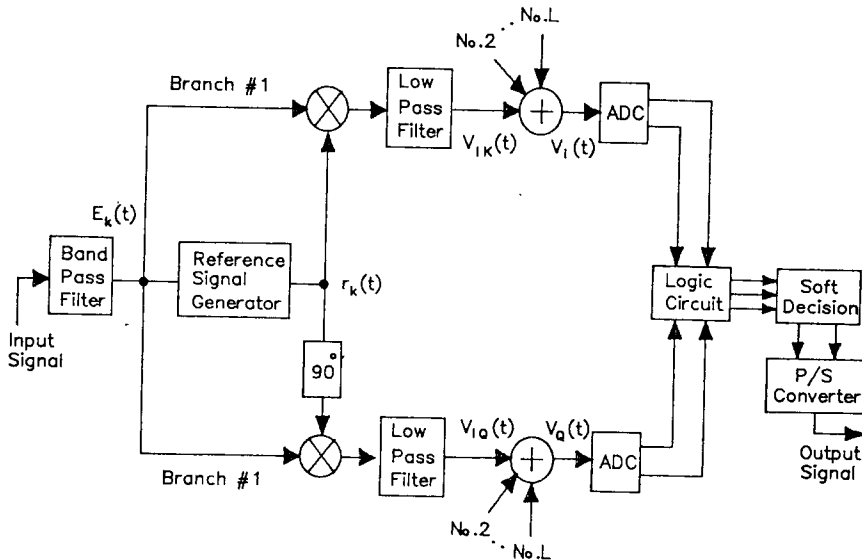 No.2 ·· No.L
Branch #1
Low
Pass
Filter
ADC
V_IK(t)
V_i(t)
E_k(t)
Band
Pass
Filter
Reference
Signal
Generator
r_k(t)
Logic
Circuit
Soft
Decision
Input
Signal
90°
P/S
Converter
Low
Pass
Filter
V_IQ(t)
V_Q(t)
ADC
Branch #1
Output
Signal
No.2 ·· No.L